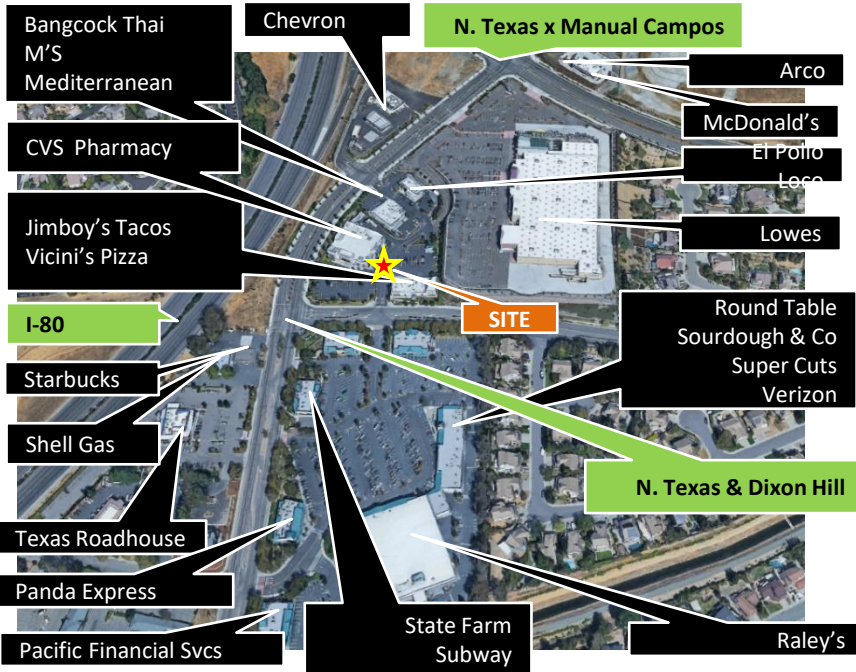 Bangcock Thai
M'S
Mediterranean
Chevron
N. Texas x Manual Campos
Arco
McDonald's
CVS  Pharmacy
El Pollo
Loco
Jimboy's Tacos
Vicini's Pizza
Lowes
I-80
SITE
Round Table
Sourdough & Co
Super Cuts
Verizon
Starbucks
Shell Gas
N. Texas & Dixon Hill
Texas Roadhouse
Panda Express
Pacific Financial Svcs
State Farm
Subway
Raley's